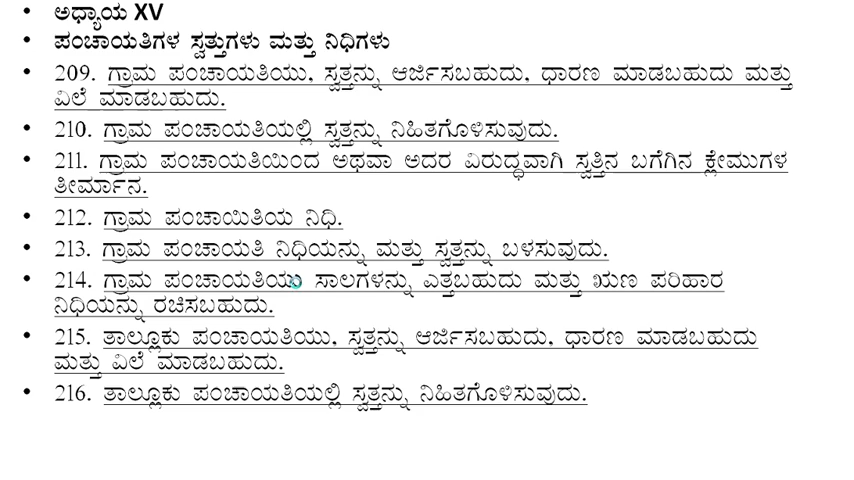 • ಅಧ್ಯಾಯ XV
• ಪಂಚಾಯತಿಗಳ ಸ್ವತ್ತುಗಳು ಮತ್ತು ನಿಧಿಗಳು
• 209. ಗ್ರಾಮ ಪಂಚಾಯತಿಯು, ಸ್ವತ್ತನ್ನು ಆರ್ಜಿಸಬಹುದು, ಧಾರಣ ಮಾಡಬಹುದು ಮತ್ತು
ವಿಲೆ ಮಾಡಬಹುದು.
• 210. ಗ್ರಾಮ ಪಂಚಾಯತಿಯಲ್ಲಿ ಸ್ವತ್ತನ್ನು ನಿಹಿತಗೊಳಿಸುವುದು.
• 211. ಗ್ರಾಮ ಪಂಚಾಯತಿಯಿಂದ ಅಥವಾ ಅದರ ವಿರುದ್ಧವಾಗಿ ಸ್ವತ್ತಿನ ಬಗೆಗಿನ ಕ್ಲೇಮುಗಳ
ತೀರ್ಮಾನ.
• 212. ಗ್ರಾಮ ಪಂಚಾಯಿತಿಯ ನಿಧಿ.
• 213. ಗ್ರಾಮ ಪಂಚಾಯತಿ ನಿಧಿಯನ್ನು ಮತ್ತು ಸ್ವತ್ತನ್ನು ಬಳಸುವುದು.
• 214. ಗ್ರಾಮ ಪಂಚಾಯತಿಯು ಸಾಲಗಳನ್ನು ಎತ್ತಬಹುದು ಮತ್ತು ಋಣ ಪರಿಹಾರ
ನಿಧಿಯನ್ನು ರಚಿಸಬಹುದು.
• 215. ತಾಲ್ಲೂಕು ಪಂಚಾಯತಿಯು, ಸ್ವತ್ತನ್ನು ಆರ್ಜಿಸಬಹುದು, ಧಾರಣ ಮಾಡಬಹುದು
ಮತ್ತು ವಿಲೆ ಮಾಡಬಹುದು.
• 216. ತಾಲ್ಲೂಕು ಪಂಚಾಯತಿಯಲ್ಲಿ ಸ್ವತ್ತನ್ನು ನಿಹಿತಗೊಳಿಸುವುದು.